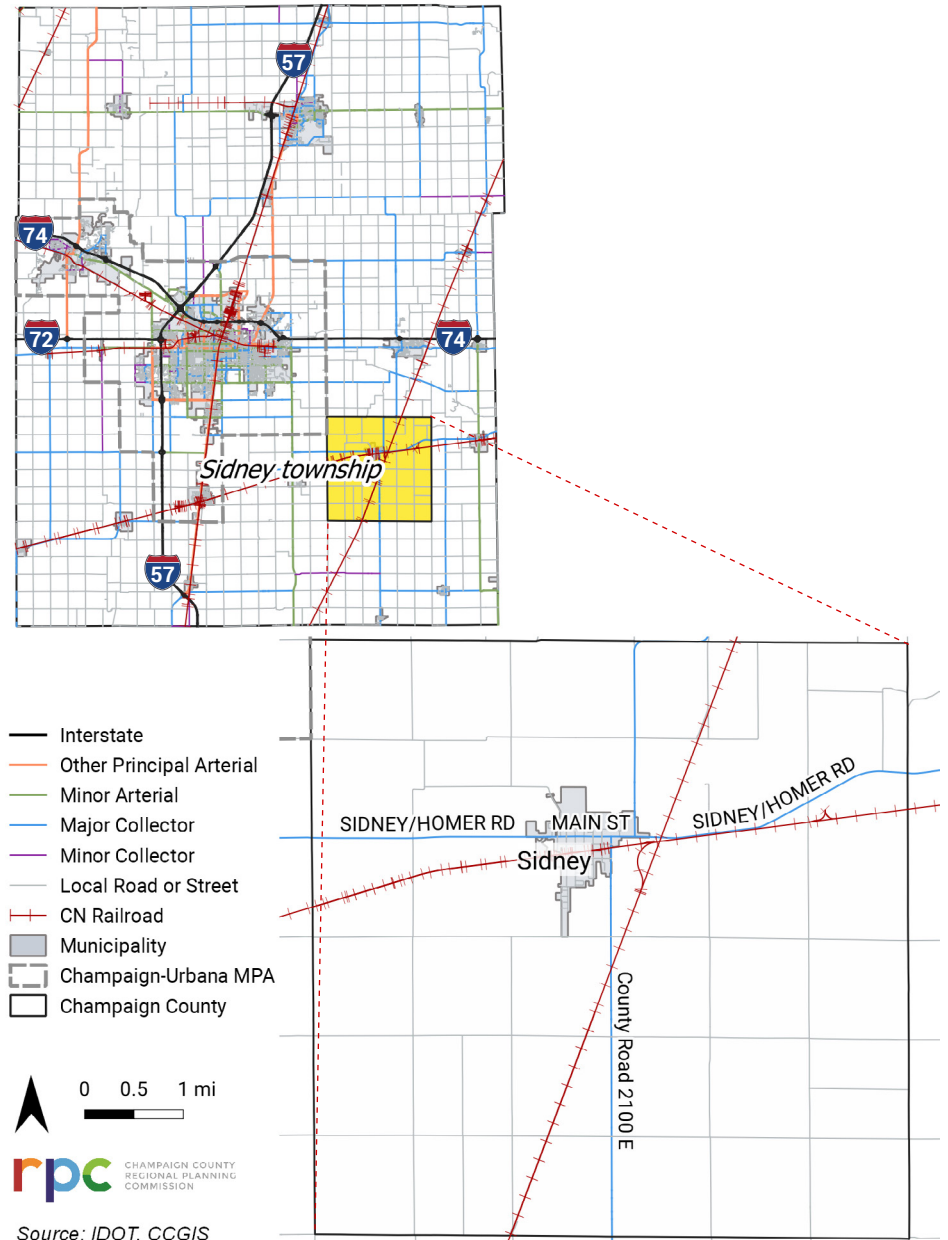 57
74
72
74
Sidney township
57
Interstate
Other Principal Arterial
Minor Arterial
Major Collector
Minor Collector
Local Road or Street
CN Railroad
Municipality
Champaign-Urbana MPA
Champaign County
SIDNEY/HOMER RD
MAIN ST
SIDNEY/HOMER RD
Sidney
County Road 2100 E
0 0.5 1 mi
rpc
CHAMPAIGN COUNTY
REGIONAL PLANNING
COMMISSION
Source: IDOT, CCGIS